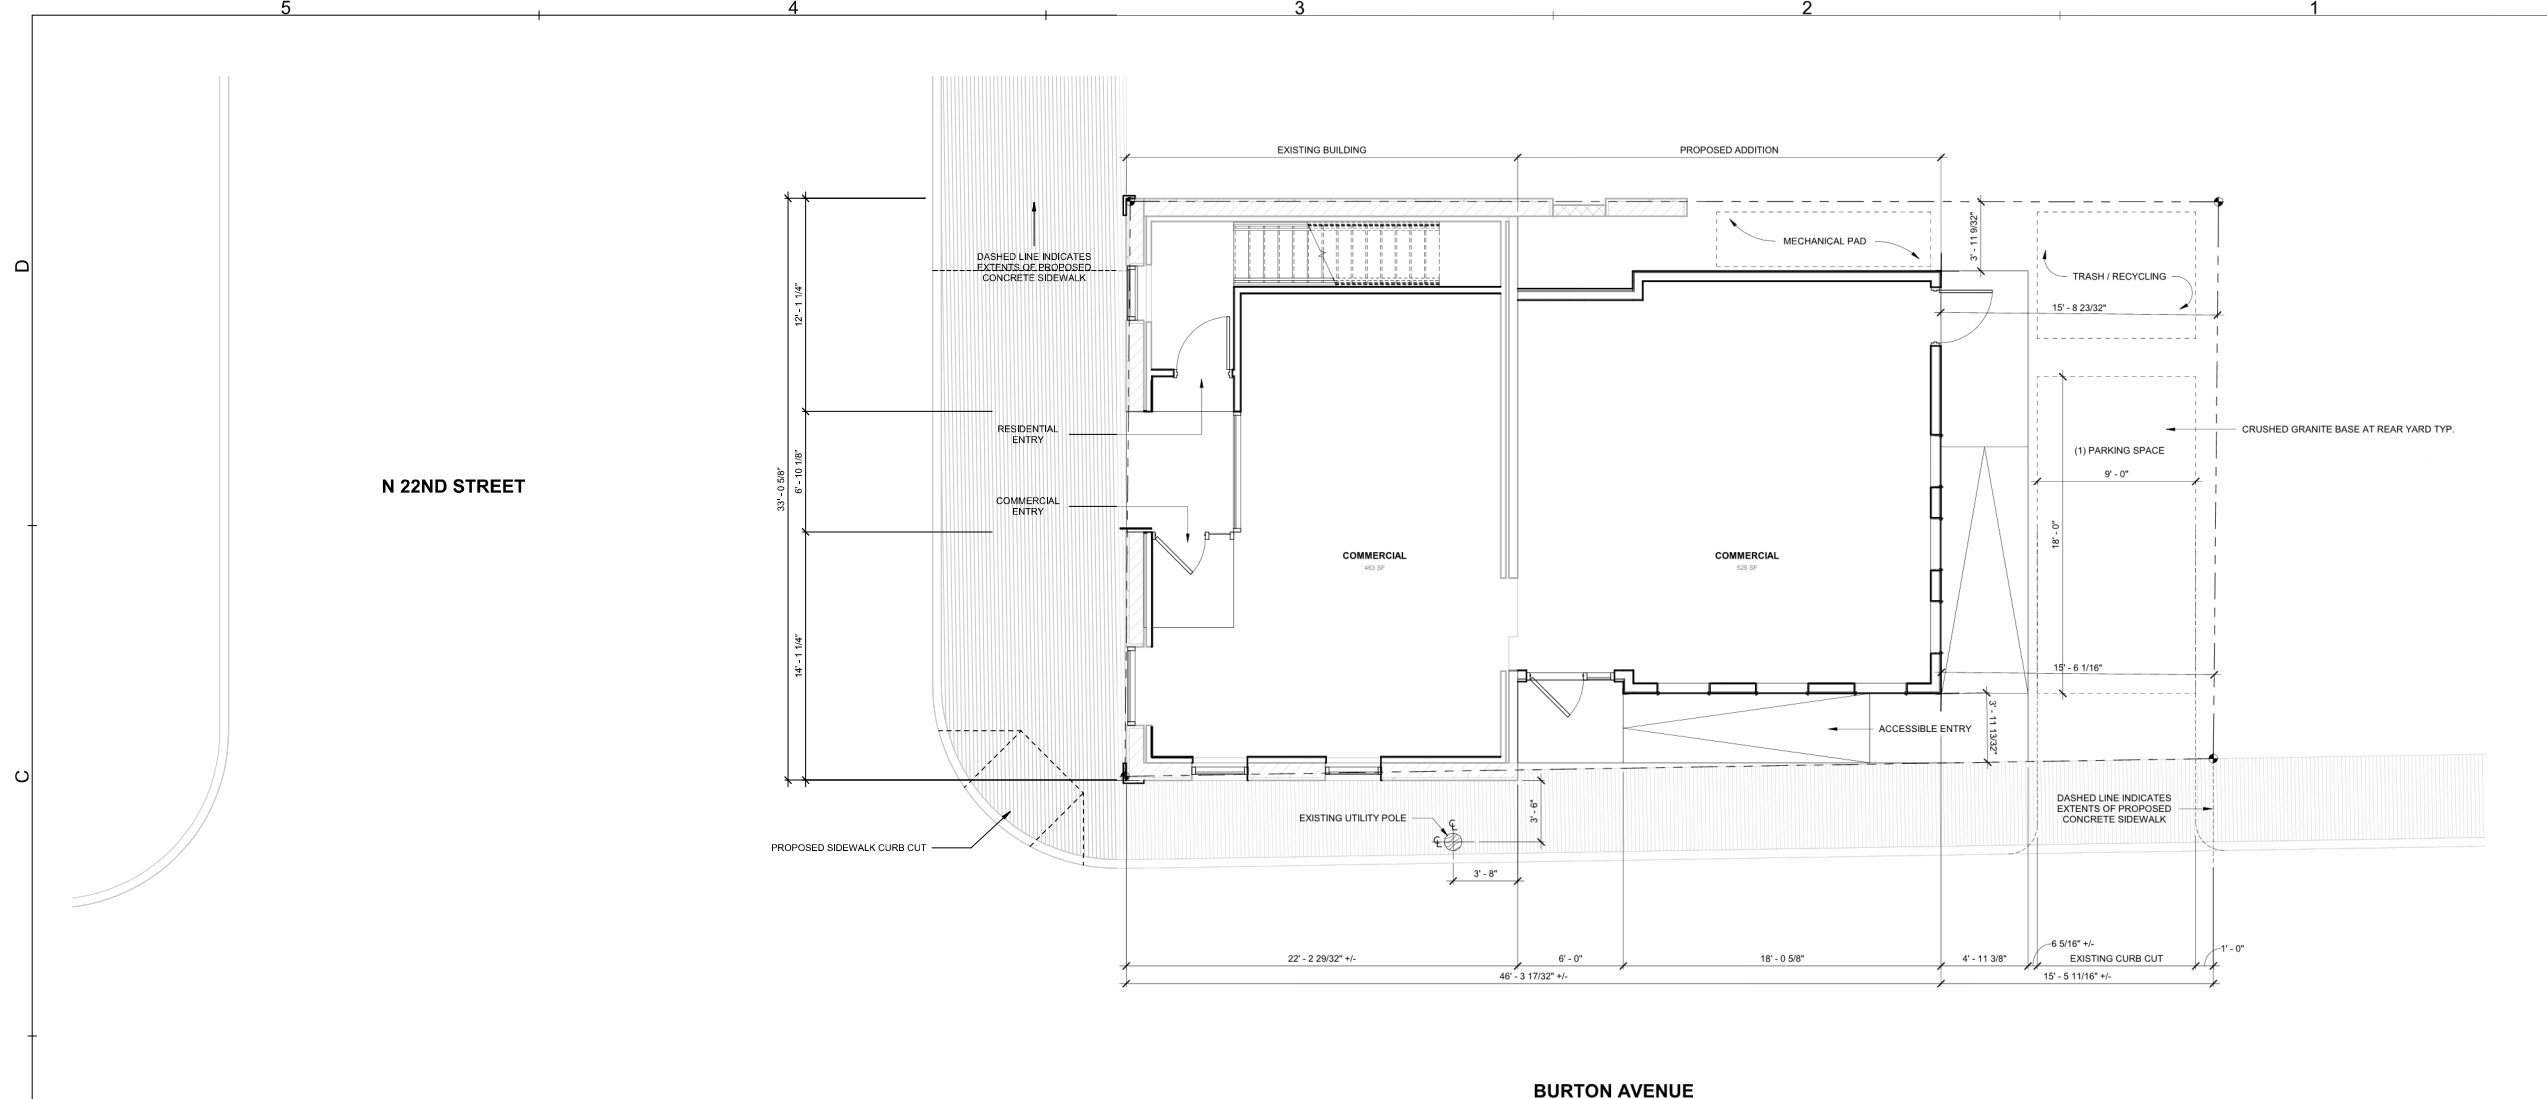 5
4
3
2
1
EXISTING BUILDING
PROPOSED ADDITION
D
DASHED LINE INDICATES
EXTENTS OF PROPOSED
CONCRETE SIDEWALK
MECHANICAL PAD
3' - 11 9/32"
TRASH / RECYCLING
15' - 8 23/32"
12' - 1 1/4"
RESIDENTIAL
ENTRY
CRUSHED GRANITE BASE AT REAR YARD TYP.
(1) PARKING SPACE
9' - 0"
33' - 0 5/8"
6' - 10 1/8"
N 22ND STREET
COMMERCIAL
ENTRY
18' - 0"
COMMERCIAL
463 SF
COMMERCIAL
525 SF
14' - 1 1/4"
15' - 6 1/16"
3' - 11 13/32"
ACCESSIBLE ENTRY
C
DASHED LINE INDICATES
EXTENTS OF PROPOSED
CONCRETE SIDEWALK
3' - 6"
EXISTING UTILITY POLE
PROPOSED SIDEWALK CURB CUT
3' - 8"
6 5/16" +/-
1' - 0"
22' - 2 29/32" +/-
6' - 0"
18' - 0 5/8"
4' - 11 3/8"
EXISTING CURB CUT
46' - 3 17/32" +/-
15' - 5 11/16" +/-
BURTON AVENUE